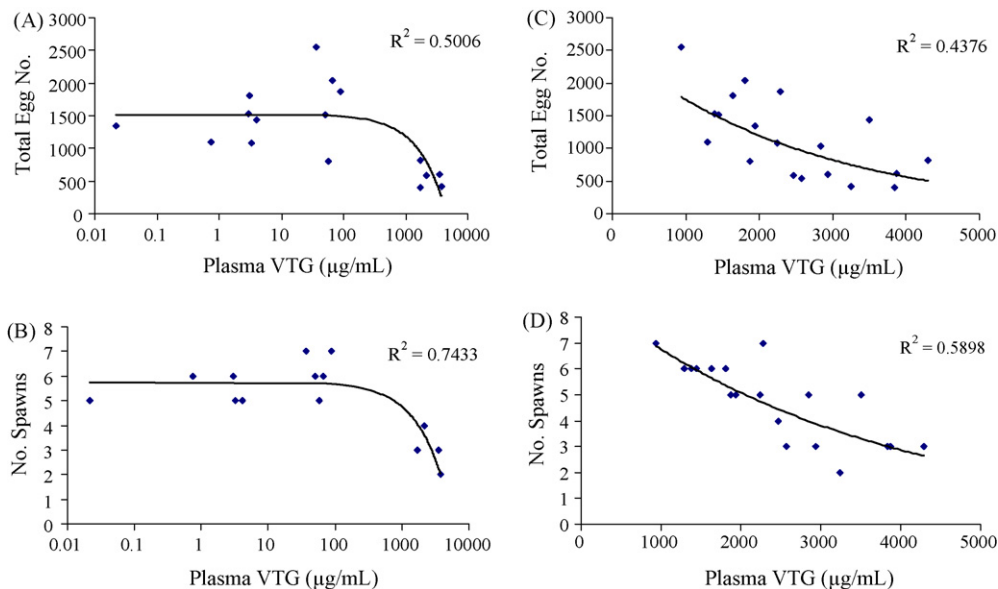 (A)
3000
2500
2000
1500
1000
500
0
Total Egg No.
R² = 0.5006
0.01 0.1 1 10 100 1000 10000
Plasma VTG (µg/mL)
(C)
3000
2500
2000
1500
1000
500
0
Total Egg No.
R² = 0.4376
0 1000 2000 3000 4000 5000
Plasma VTG (µg/mL)
(B)
8
7
6
5
4
3
2
1
0
No. Spawns
R² = 0.7433
0.01 0.1 1 10 100 1000 10000
Plasma VTG (µg/mL)
(D)
8
7
6
5
4
3
2
1
0
No. Spawns
R² = 0.5898
0 1000 2000 3000 4000 5000
Plasma VTG (µg/mL)